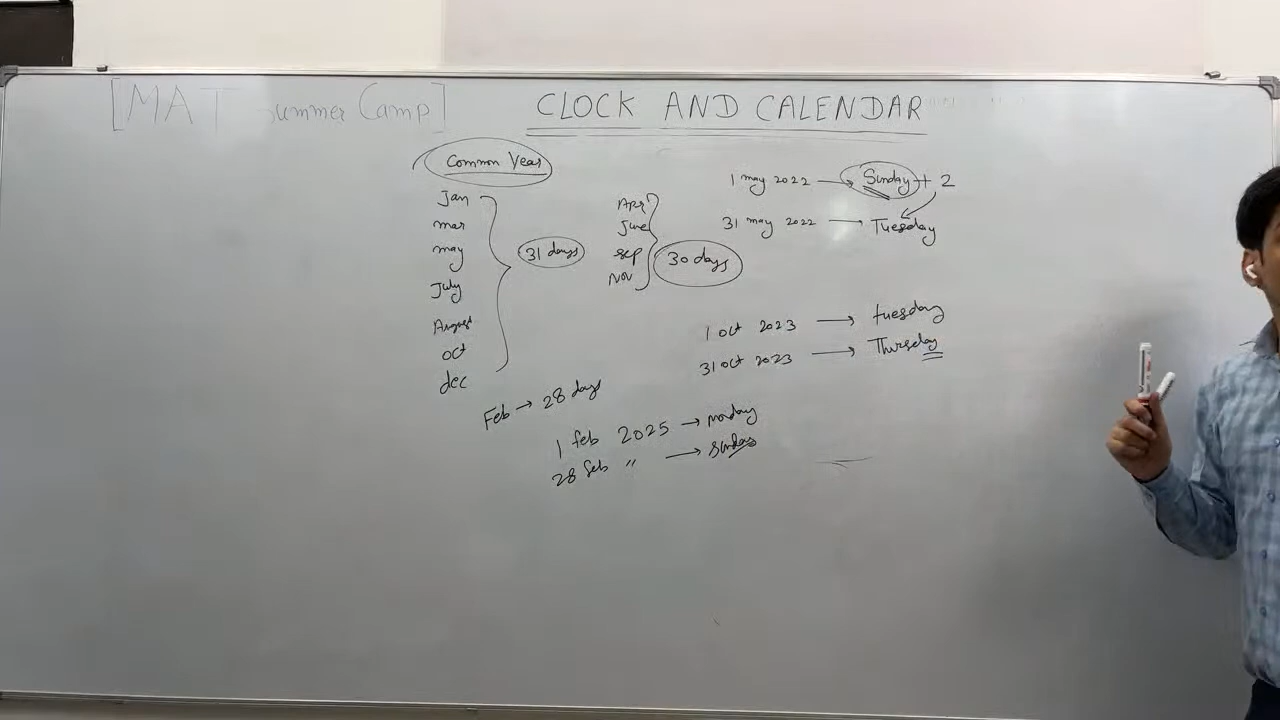 [MAT Summer Camp]
CLOCK AND CALENDAR
Common Year
Jan
mar
may
July
August
oct
dec
31 days
Apr
June
sep
Nov
30 days
Feb → 28 days
1 feb 2025 → monday
28 feb " → sunday
1 may 2022 → Sunday + 2
31 may 2022 → Tuesday
1 oct 2023 → tuesday
31 oct 2023 → Thursday